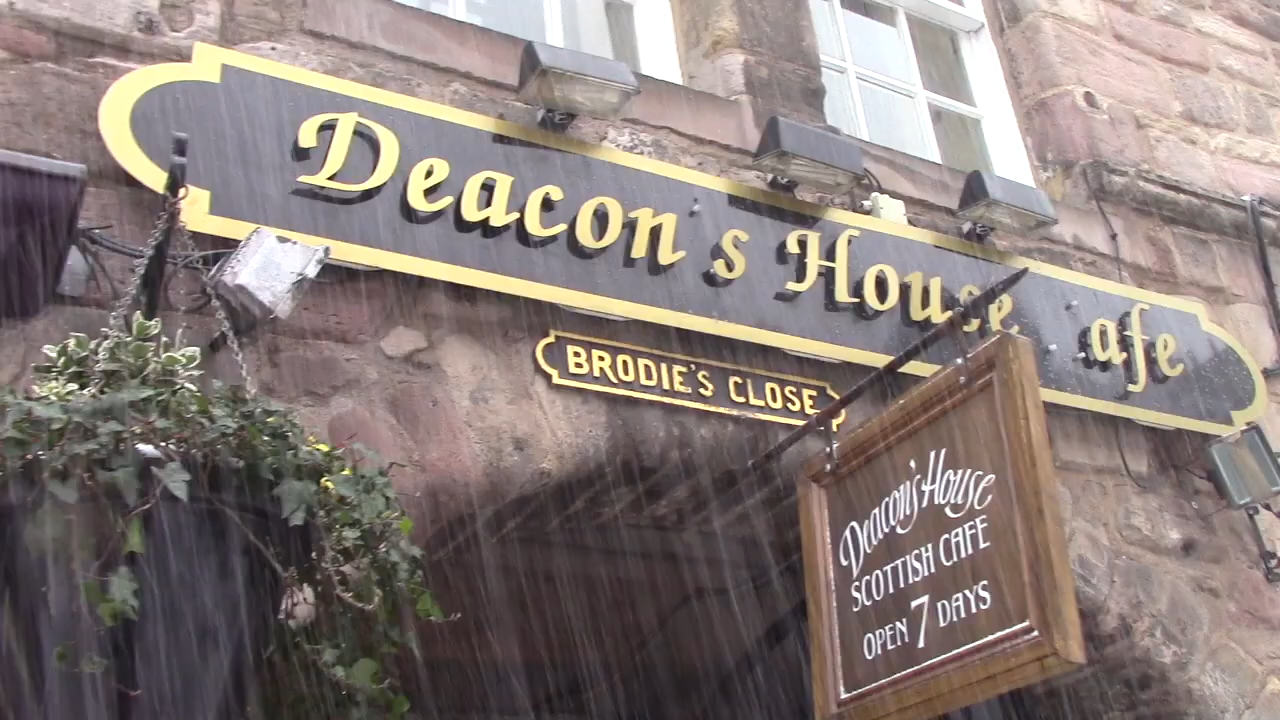 Deacon s House afe
BRODIE'S CLOSE
Deacon's House
SCOTTISH CAFE
OPEN 7 DAYS